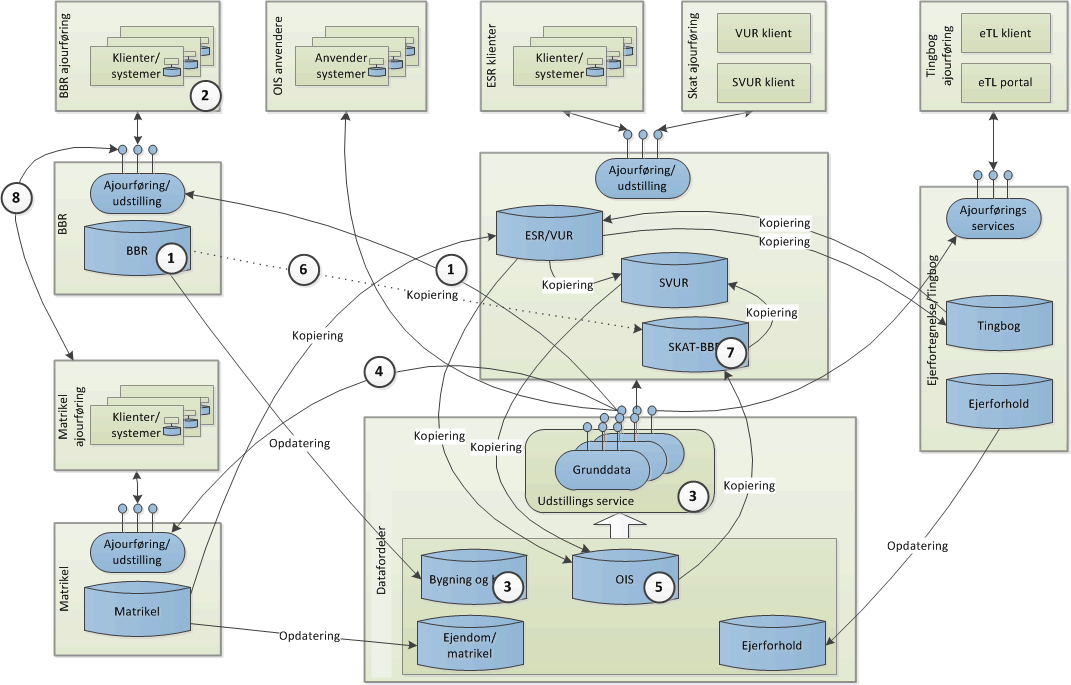 BBR ajourføring
Klienter/
systemer
2
OIS anvendere
Anvender
systemer
ESR klienter
Klienter/
systemer
Skat ajourføring
VUR klient
SVUR klient
Tingbog
ajourføring
eTL klient
eTL portal
8
BBR
Ajourføring/
udstilling
BBR
1
6
1
Kopiering
Kopiering
Ajourføring/
udstilling
ESR/VUR
Kopiering
SVUR
Kopiering
SKAT-BBR
7
Kopiering
Kopiering
Ejerfortegnelse/Tingbog
Ajourførings
services
Tingbog
Ejerforhold
4
Matrikel
ajourføring
Klienter/
systemer
Opdatering
Kopiering
Kopiering
Kopiering
Grunddata
Udstillings service
3
Matrikel
Ajourføring/
udstilling
Matrikel
Opdatering
Opdatering
Datafordeler
Bygning og
3
OIS
5
Ejendom/
matrikel
Ejerforhold